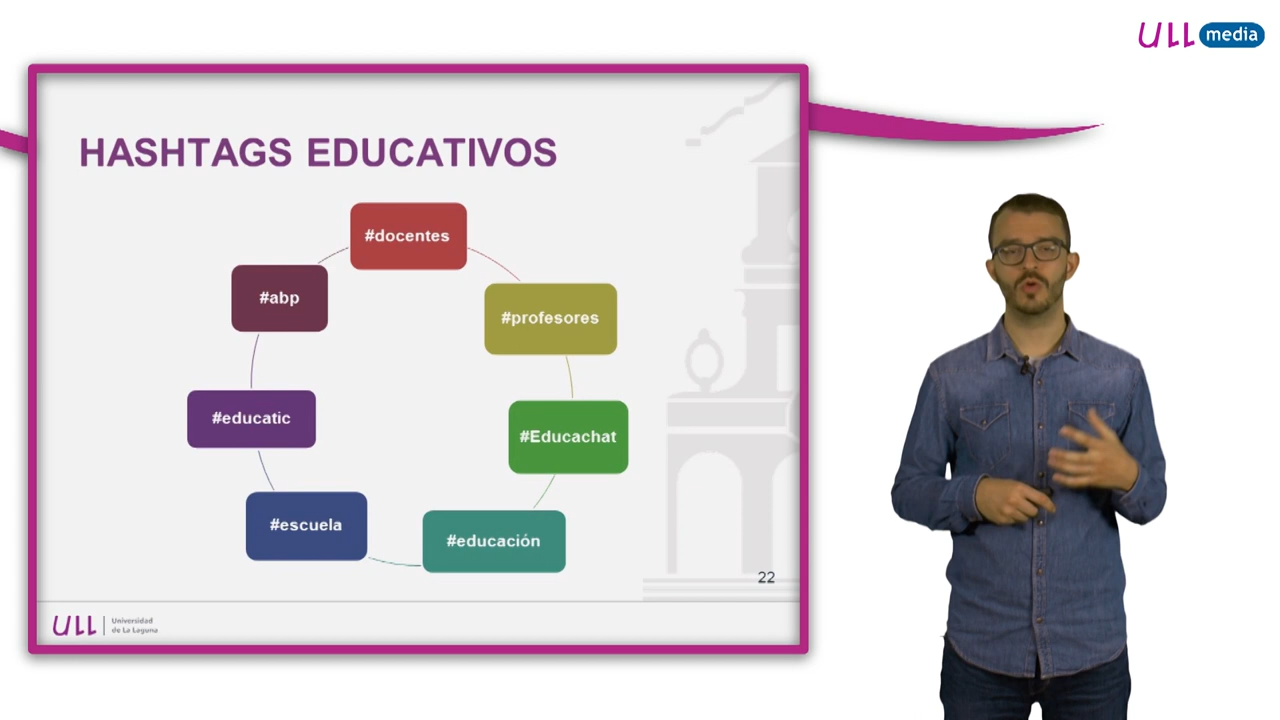 ULL media
HASHTAGS EDUCATIVOS
#docentes
#abp
#profesores
#educatic
#Educachat
#escuela
#educación
22
ULL
Universidad
de La Laguna